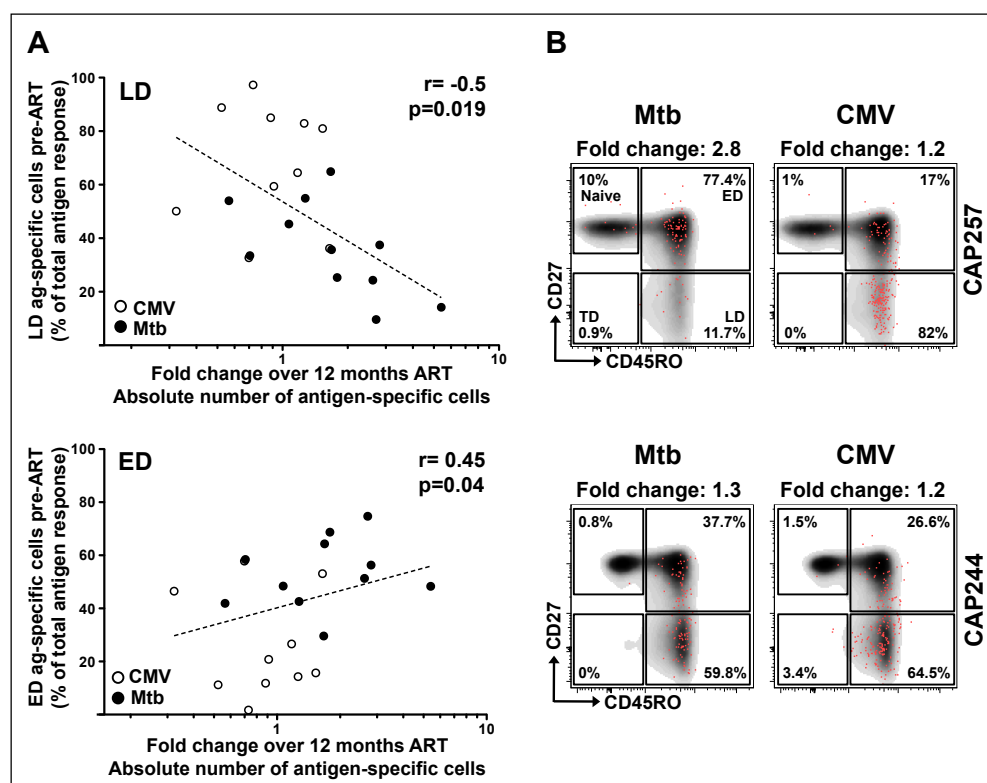 A
LD ag-specific cells pre-ART
(% of total antigen response)
100
80
60
40
20
LD
r= -0.5
p=0.019
CMV
Mtb
1
10
Fold change over 12 months ART
Absolute number of antigen-specific cells
ED ag-specific cells pre-ART
(% of total antigen response)
100
80
60
40
20
ED
r= 0.45
p=0.04
CMV
Mtb
1
10
Fold change over 12 months ART
Absolute number of antigen-specific cells
B
Mtb
Fold change: 2.8
10%
Naive
77.4%
ED
TD
0.9%
LD
11.7%
CD27
CD45RO
CMV
Fold change: 1.2
1%
17%
0%
82%
CAP257
Mtb
Fold change: 1.3
0.8%
37.7%
0%
59.8%
CD27
CD45RO
CMV
Fold change: 1.2
1.5%
26.6%
3.4%
64.5%
CAP244